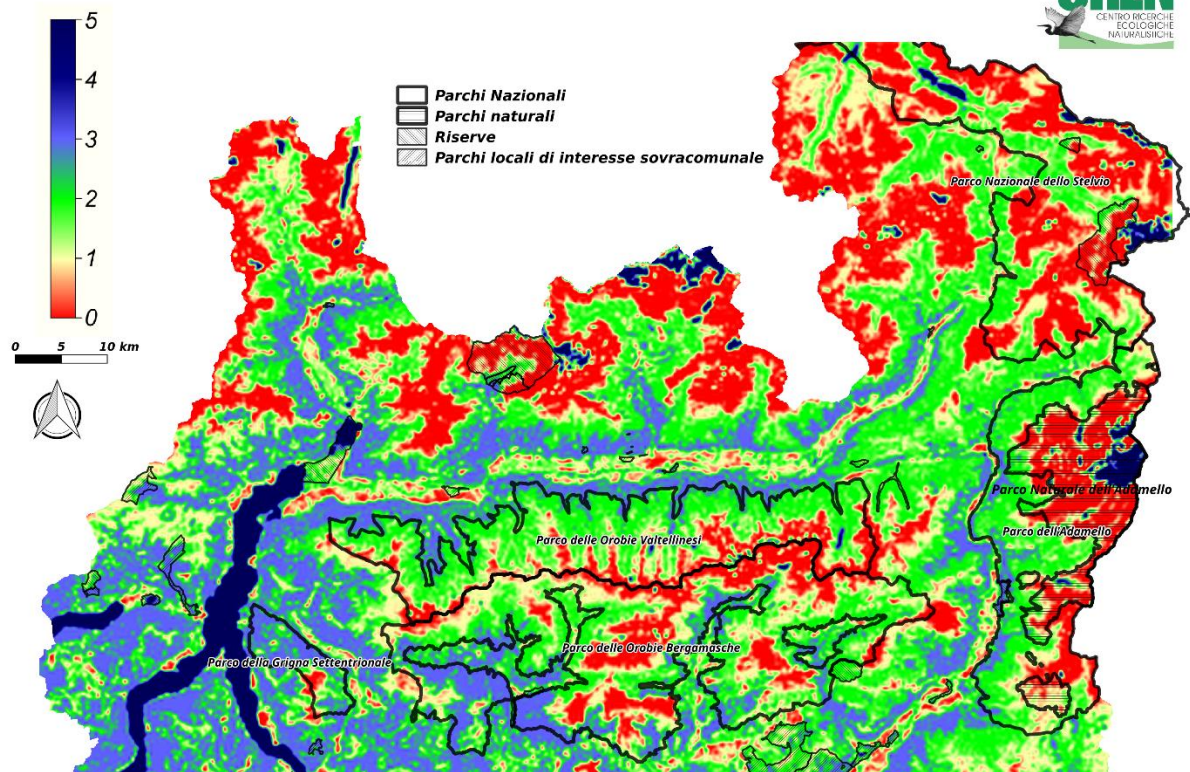 CREN
CENTRO RICERCHE
ECOLOGICHE
NATURALISTICHE
5
4
3
2
1
0
0 5 10 km
Parchi Nazionali
Parchi naturali
Riserve
Parchi locali di interesse sovracomunale
Parco Nazionale dello Stelvio
Parco Naturale dell'Adamello
Parco dell'Adamello
Parco delle Orobie Valtellinesi
Parco delle Orobie Bergamasche
Parco della Grigna Settentrionale